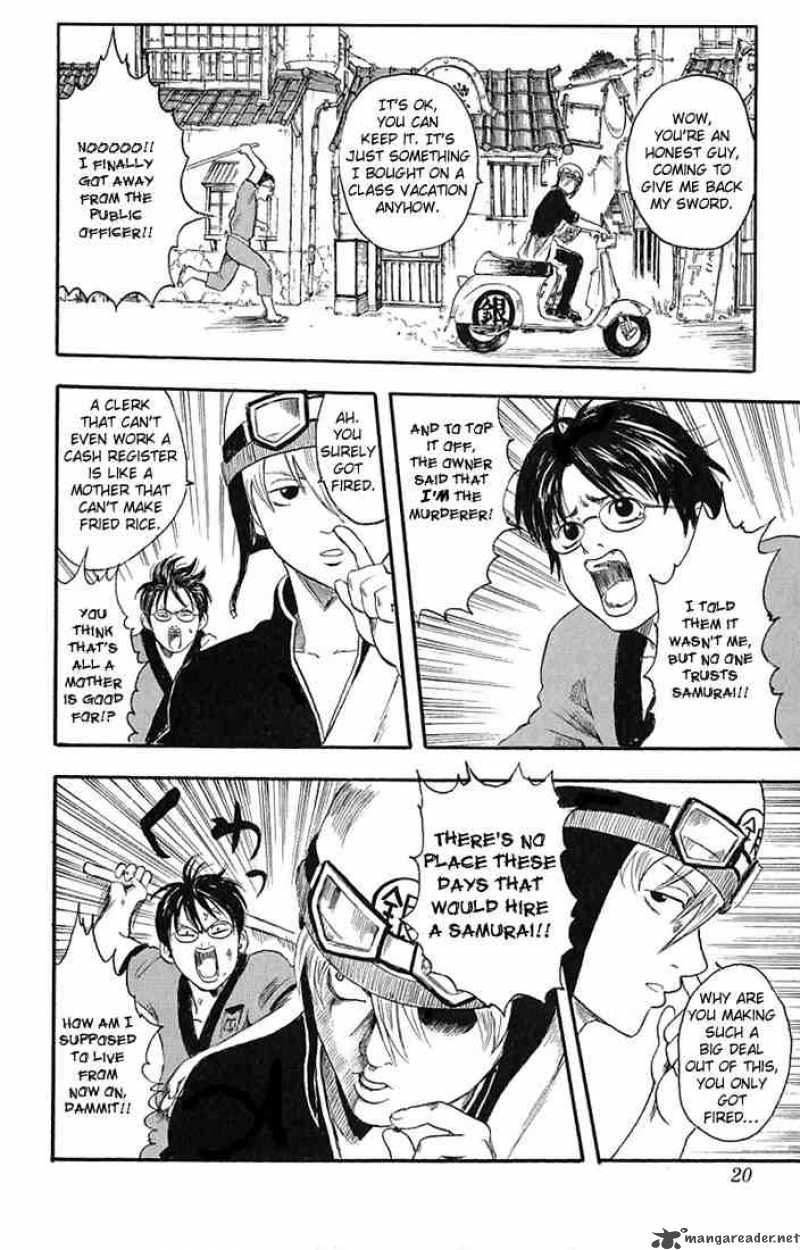 WOW,
YOU'RE AN
HONEST GUY,
COMING TO
GIVE ME BACK
MY SWORD.
IT'S OK,
YOU CAN
KEEP IT. IT'S
JUST SOMETHING
I BOUGHT ON A
CLASS VACATION
ANYHOW.
NOOOOO!!
I FINALLY
GOT AWAY
FROM THE
PUBLIC
OFFICER!!
銀
AND TO TOP
IT OFF,
THE OWNER
SAID THAT
I'M THE
MURDERER!
I TOLD
THEM IT
WASN'T ME,
BUT NO ONE
TRUSTS
SAMURAI!!
AH.
YOU
SURELY
GOT
FIRED.
A CLERK
THAT CAN'T
EVEN WORK A
CASH REGISTER
IS LIKE A
MOTHER THAT
CAN'T MAKE
FRIED RICE.
YOU
THINK
THAT'S
ALL A
MOTHER
IS GOOD
FOR!?
WHY ARE
YOU MAKING
SUCH A
BIG DEAL
OUT OF THIS,
YOU ONLY
GOT
FIRED...
THERE'S NO
PLACE THESE
DAYS THAT
WOULD HIRE
A SAMURAI!!
HOW AM I
SUPPOSED
TO LIVE
FROM
NOW ON,
DAMMIT!!
20
mangareader.net